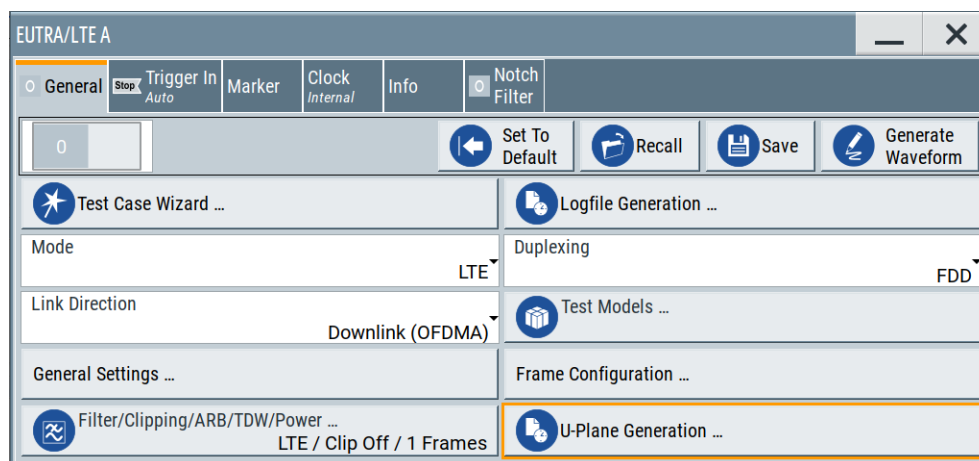 EUTRA/LTE A
O General
Stop Trigger In
Auto
Marker
Clock
Internal
Info
O Notch
Filter
0
Set To
Default
Recall
Save
Generate
Waveform
Test Case Wizard ...
Logfile Generation ...
Mode
LTE
Duplexing
FDD
Link Direction
Downlink (OFDMA)
Test Models ...
General Settings ...
Frame Configuration ...
Filter/Clipping/ARB/TDW/Power ...
LTE / Clip Off / 1 Frames
U-Plane Generation ...